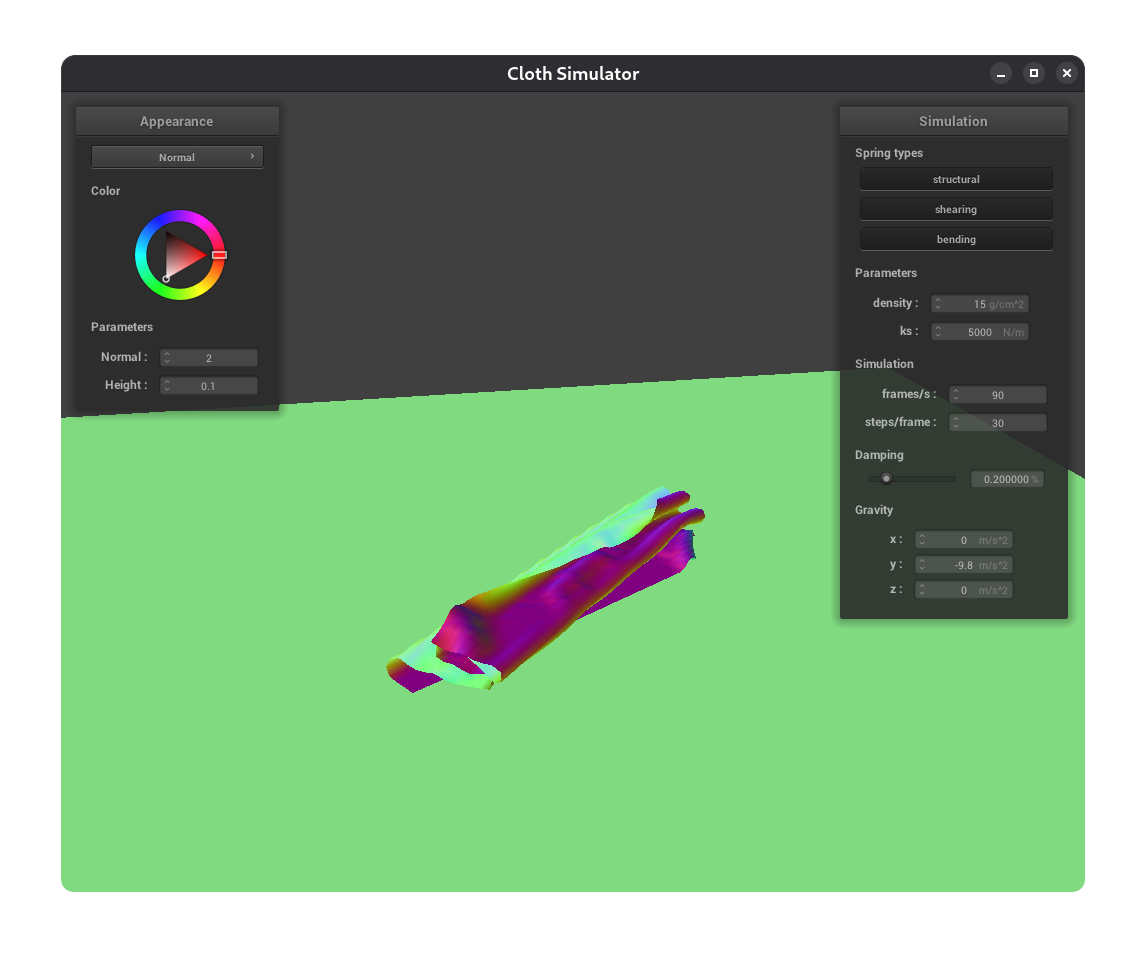 Cloth Simulator
Appearance
Normal
Color
Parameters
Normal : 2
Height : 0.1
Simulation
Spring types
structural
shearing
bending
Parameters
density : 15 g/cm^2
ks : 5000 N/m
Simulation
frames/s : 90
steps/frame : 30
Damping
0.200000 %
Gravity
x : 0 m/s^2
y : -9.8 m/s^2
z : 0 m/s^2